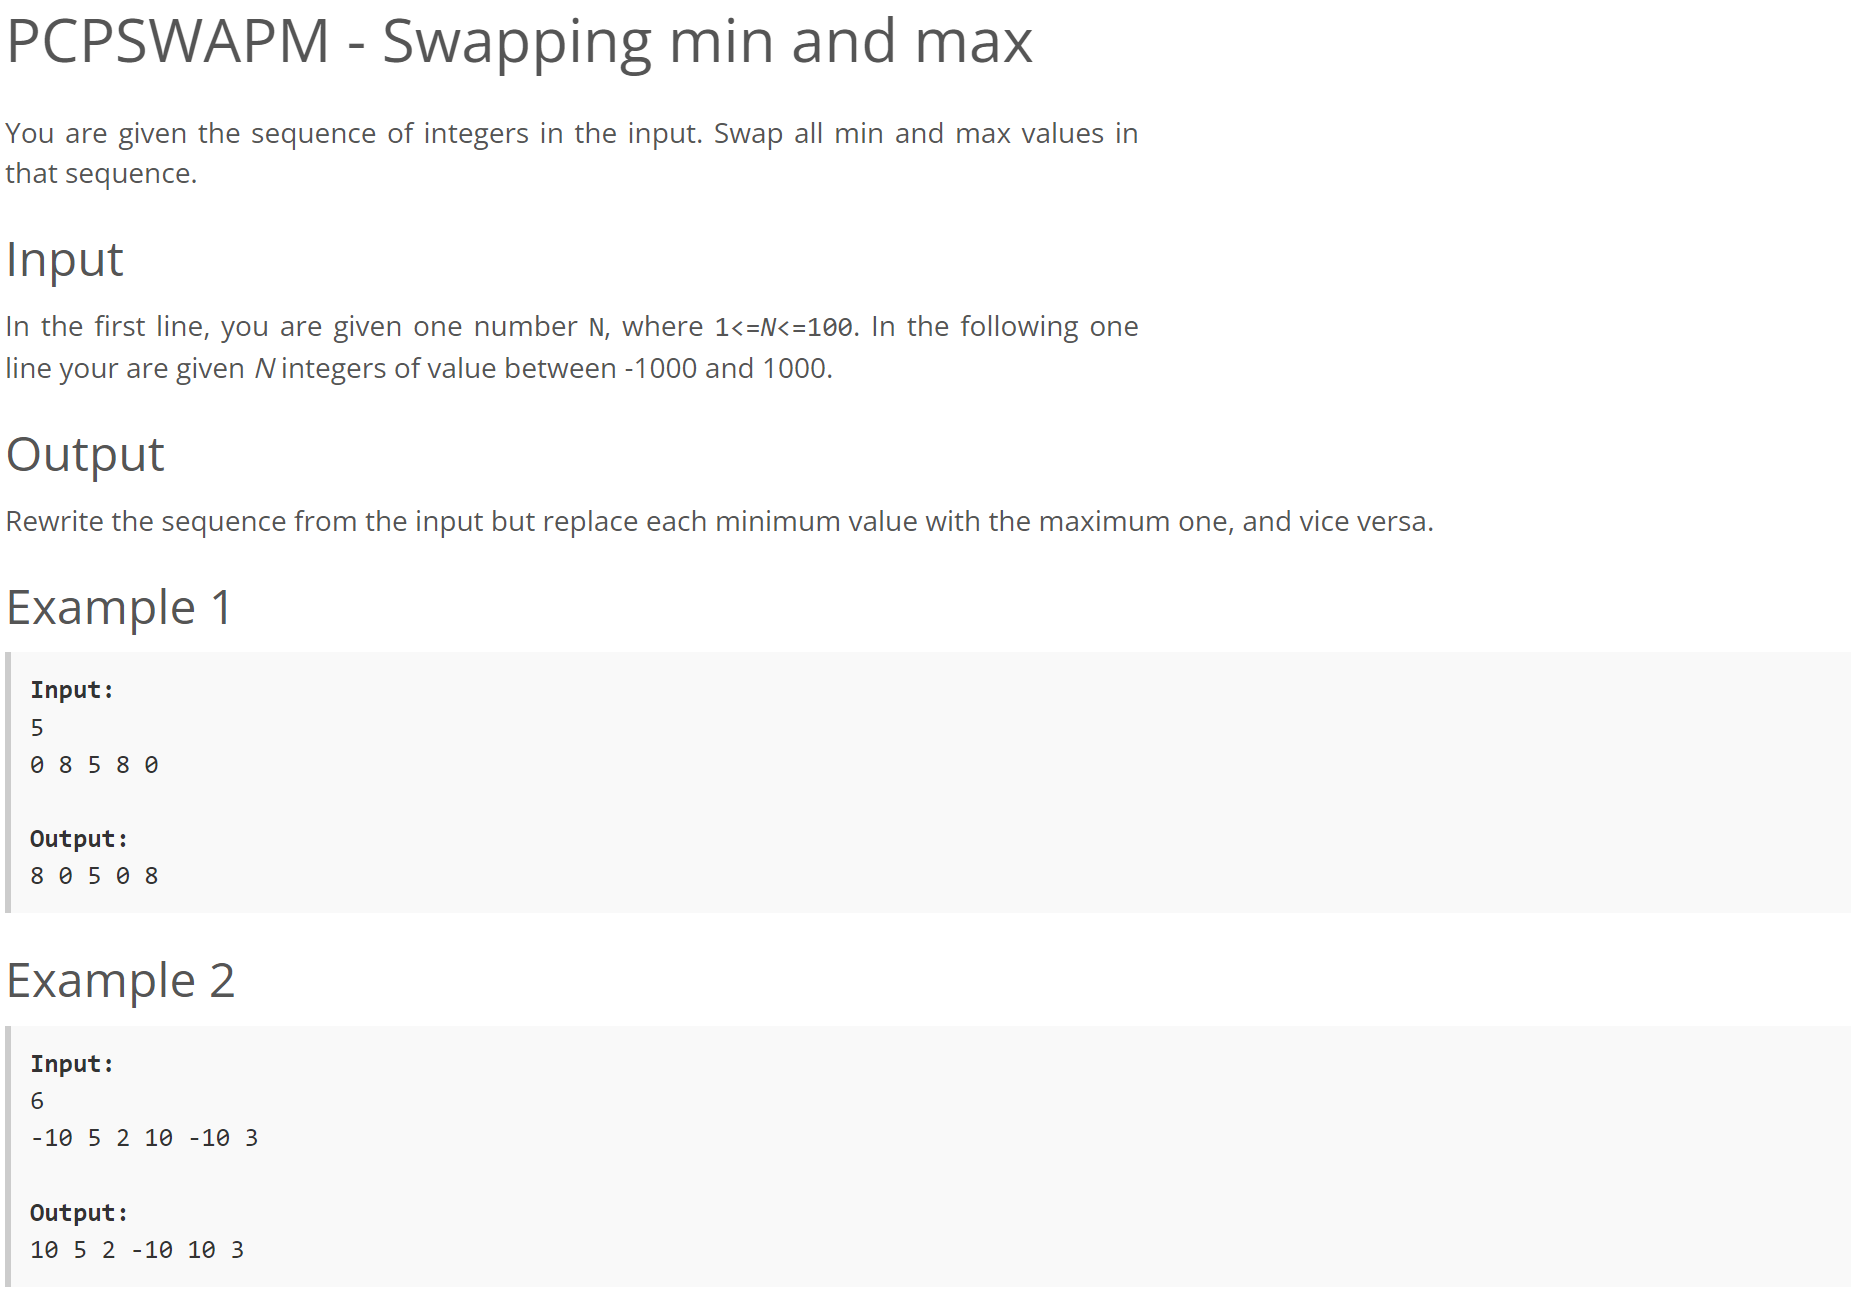 PCPSWAPM - Swapping min and max
You are given the sequence of integers in the input. Swap all min and max values in
that sequence.
Input
In the first line, you are given one number N, where 1<=N<=100. In the following one
line your are given N integers of value between -1000 and 1000.
Output
Rewrite the sequence from the input but replace each minimum value with the maximum one, and vice versa.
Example 1
Input:
5
0 8 5 8 0
Output:
8 0 5 0 8
Example 2
Input:
6
-10 5 2 10 -10 3
Output:
10 5 2 -10 10 3